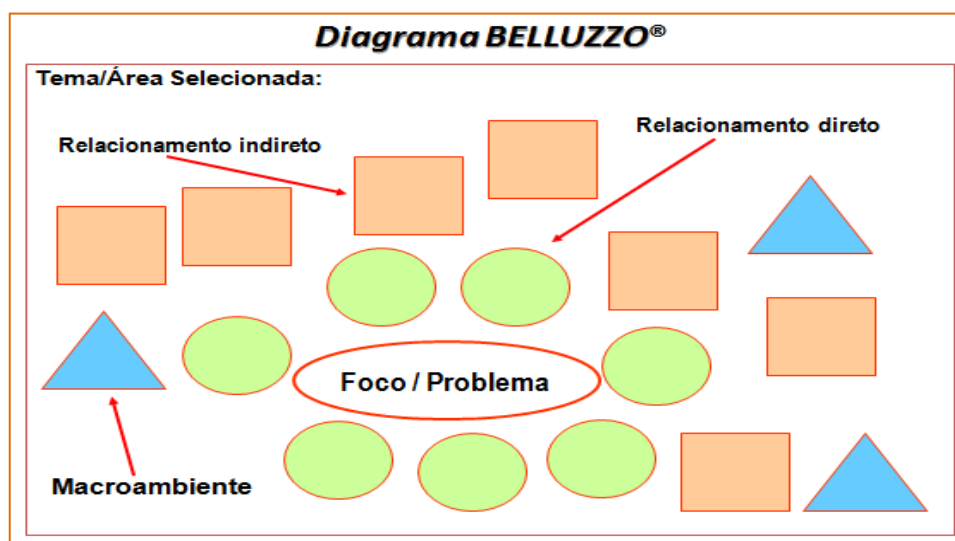 Diagrama BELLUZZO®
Tema/Área Selecionada:
Relacionamento direto
Relacionamento indireto
Foco / Problema
Macroambiente